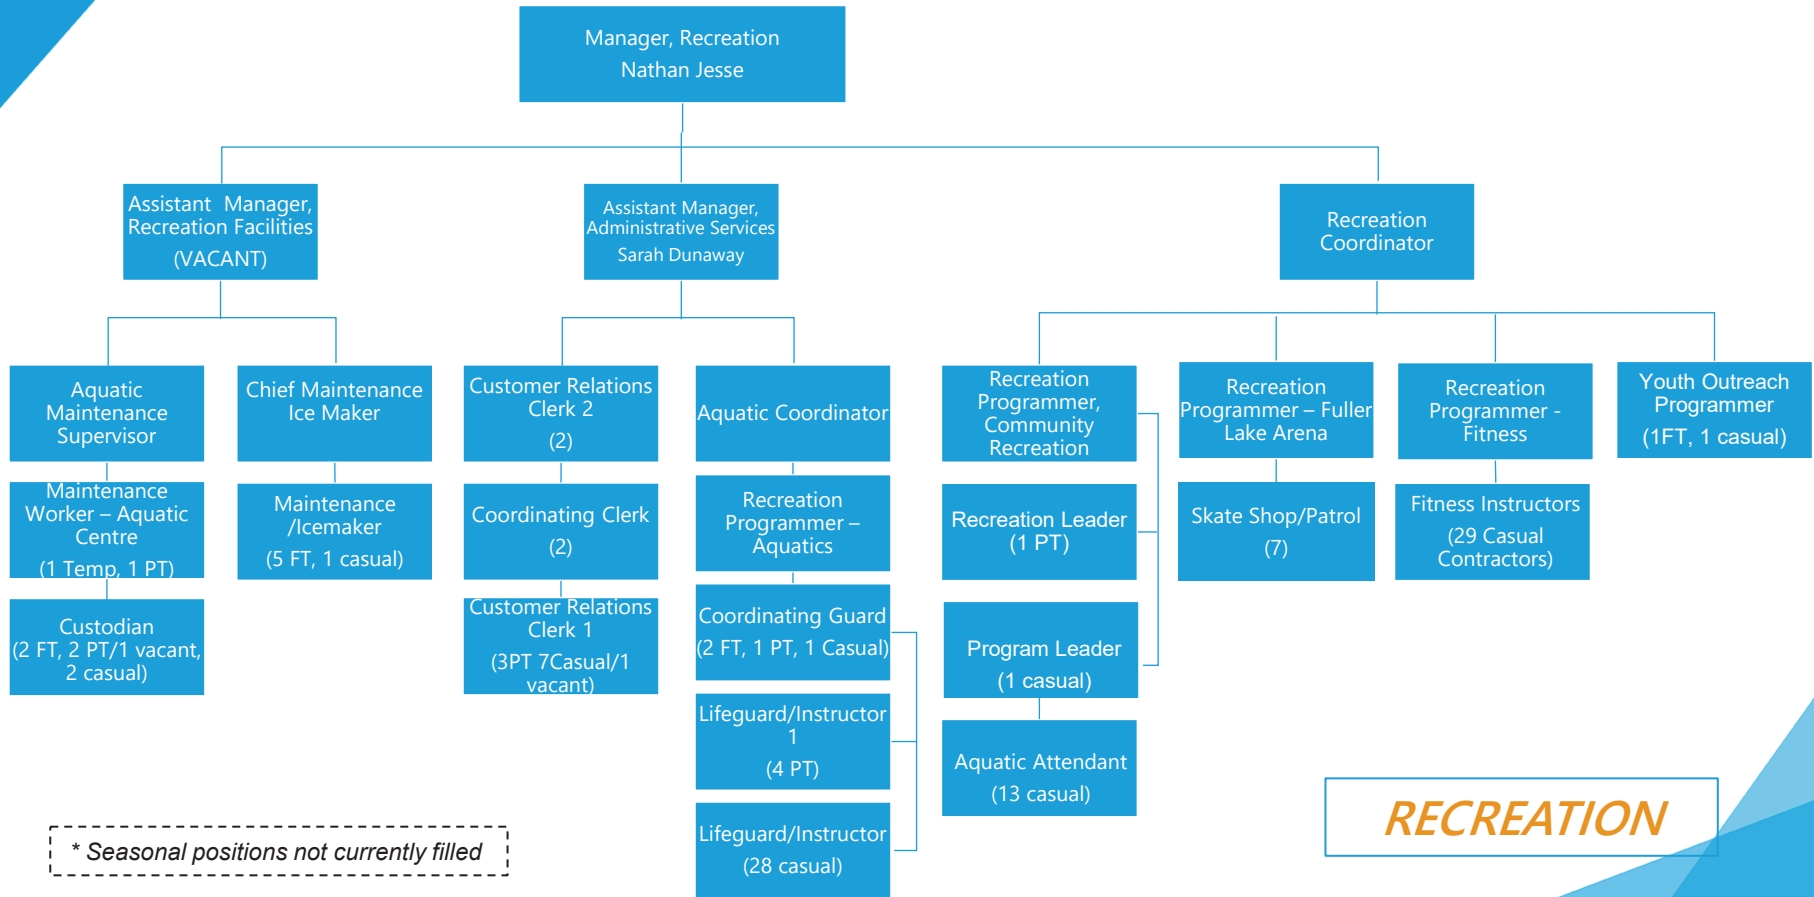 Manager, Recreation
Nathan Jesse
Assistant Manager,
Recreation Facilities
(VACANT)
Assistant Manager,
Administrative Services
Sarah Dunaway
Recreation
Coordinator
Aquatic
Maintenance
Supervisor
Maintenance
Worker – Aquatic
Centre
(1 Temp, 1 PT)
Custodian
(2 FT, 2 PT/1 vacant,
2 casual)
Chief Maintenance
Ice Maker
Maintenance
/Icemaker
(5 FT, 1 casual)
Customer Relations
Clerk 2
(2)
Coordinating Clerk
(2)
Customer Relations
Clerk 1
(3PT 7Casual/1
vacant)
Aquatic Coordinator
Recreation
Programmer –
Aquatics
Coordinating Guard
(2 FT, 1 PT, 1 Casual)
Lifeguard/Instructor
1
(4 PT)
Lifeguard/Instructor
(28 casual)
Recreation
Programmer,
Community
Recreation
Recreation Leader
(1 PT)
Program Leader
(1 casual)
Aquatic Attendant
(13 casual)
Recreation
Programmer – Fuller
Lake Arena
Skate Shop/Patrol
(7)
Recreation
Programmer -
Fitness
Fitness Instructors
(29 Casual
Contractors)
Youth Outreach
Programmer
(1FT, 1 casual)
* Seasonal positions not currently filled
RECREATION